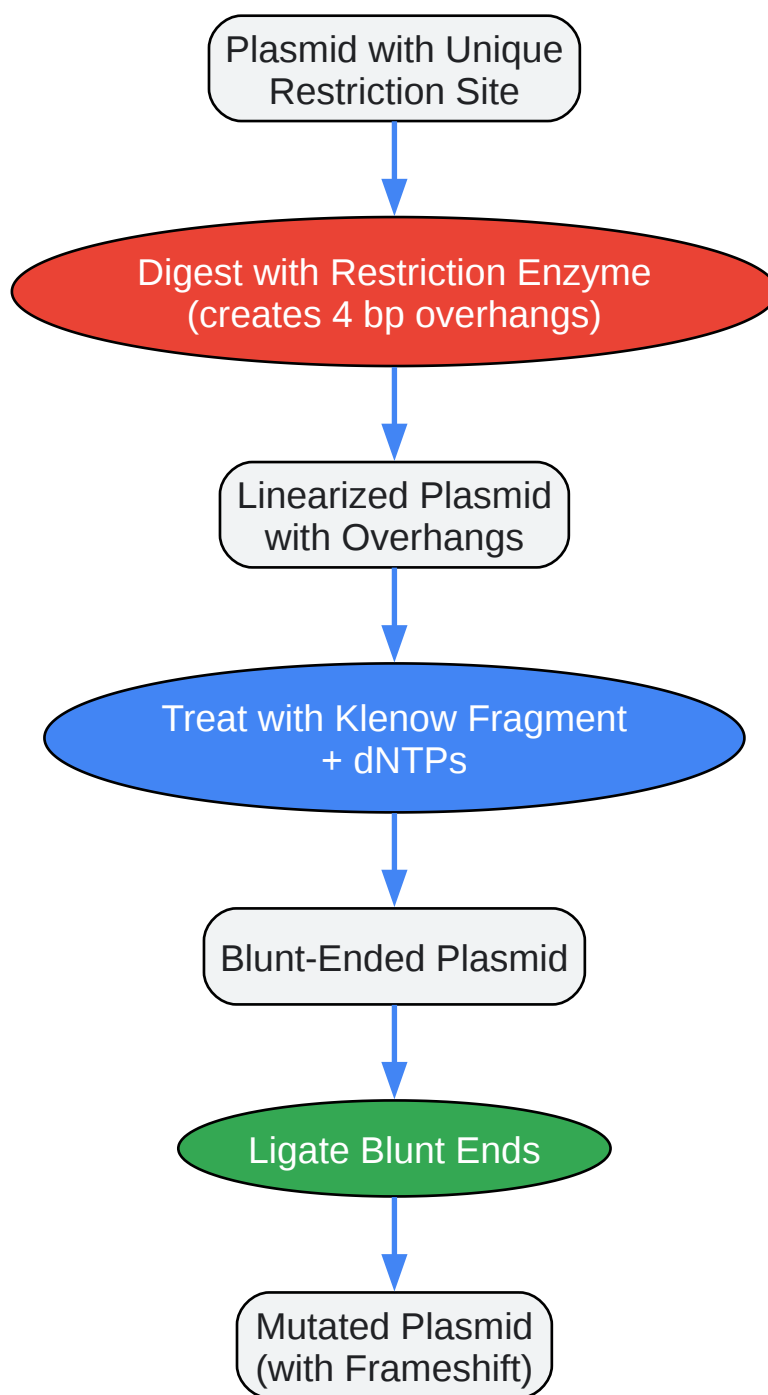 Plasmid with Unique
Restriction Site
Digest with Restriction Enzyme
(creates 4 bp overhangs)
Linearized Plasmid
with Overhangs
Treat with Klenow Fragment
+ dNTPs
Blunt-Ended Plasmid
Ligate Blunt Ends
Mutated Plasmid
(with Frameshift)